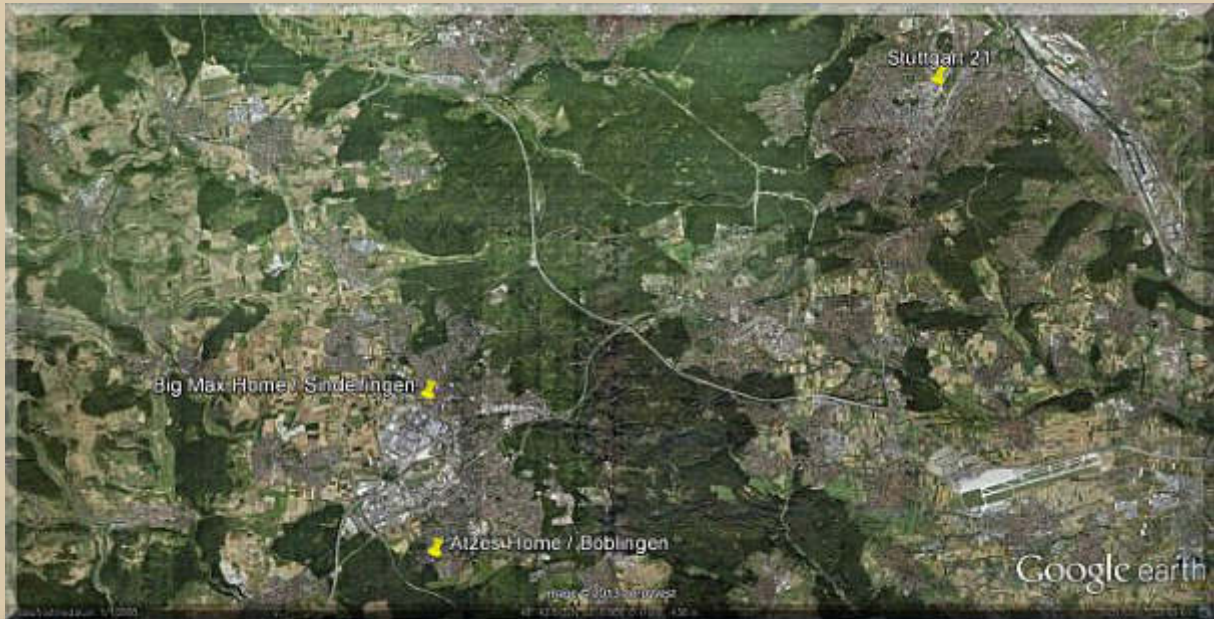 Stuttgart 21
Big Max Home / Sindelfingen
Atzes Home / Böblingen
Google earth